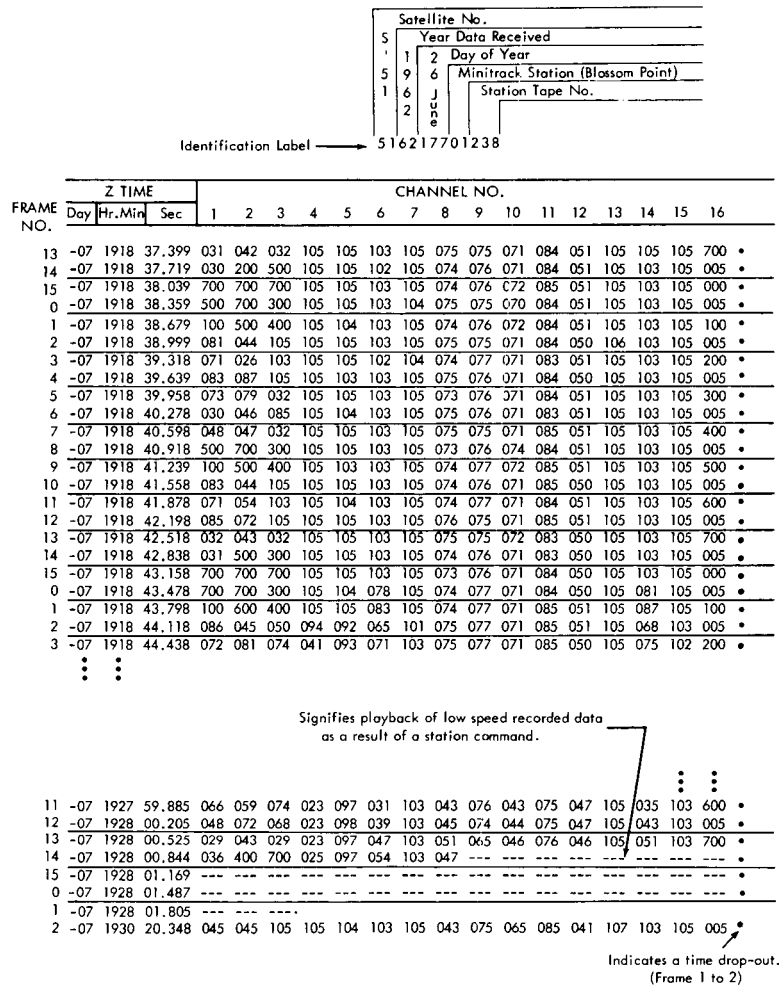 Satellite No.
S Year Data Received
' 1 2 Day of Year
5 9 6 Minitrack Station (Blossom Point)
1 6 J Station Tape No.
2 u
n
e
Identification Label 516217701238
Z TIME CHANNEL NO.
FRAME NO. Day Hr.Min Sec 1 2 3 4 5 6 7 8 9 10 11 12 13 14 15 16
13 -07 1918 37.399 031 042 032 105 105 103 105 075 075 071 084 051 105 105 105 700 •
14 -07 1918 37.719 030 200 500 105 105 102 105 074 076 071 084 051 105 103 105 005 •
15 -07 1918 38.039 700 700 700 105 105 103 105 074 076 072 085 051 105 103 105 000 •
0 -07 1918 38.359 500 700 300 105 105 103 104 075 075 070 084 051 105 103 105 005 •
1 -07 1918 38.679 100 500 400 105 104 103 105 074 076 072 084 051 105 103 105 100 •
2 -07 1918 38.999 081 044 105 105 105 103 105 075 075 071 084 050 106 103 105 005 •
3 -07 1918 39.318 071 026 103 105 105 102 104 074 077 071 083 051 105 103 105 200 •
4 -07 1918 39.639 083 087 105 105 103 103 105 075 076 071 084 050 105 103 105 005 •
5 -07 1918 39.958 073 079 032 105 105 103 105 073 076 071 084 051 105 103 105 300 •
6 -07 1918 40.278 030 046 085 105 104 103 105 075 076 071 083 051 105 103 105 005 •
7 -07 1918 40.598 048 047 032 105 105 103 105 075 075 071 085 051 105 103 105 400 •
8 -07 1918 40.918 500 700 300 105 105 103 105 073 076 074 084 051 105 103 105 005 •
9 -07 1918 41.239 100 500 400 105 103 103 105 074 077 072 085 051 105 103 105 500 •
10 -07 1918 41.558 083 044 105 105 105 103 105 074 076 071 085 050 105 103 105 005 •
11 -07 1918 41.878 071 054 103 105 104 103 105 074 077 071 084 051 105 103 105 600 •
12 -07 1918 42.198 085 072 105 105 105 103 105 076 075 071 085 051 105 103 105 005 •
13 -07 1918 42.518 032 043 032 105 105 103 105 075 075 072 083 050 105 103 105 700 •
14 -07 1918 42.838 031 500 300 105 105 103 105 074 076 071 083 050 105 103 105 005 •
15 -07 1918 43.158 700 700 700 105 105 103 105 073 076 071 084 050 105 103 105 000 •
0 -07 1918 43.478 700 700 300 105 104 078 105 074 077 071 084 050 105 081 105 005 •
1 -07 1918 43.798 100 600 400 105 105 083 105 074 077 071 085 051 105 087 105 100 •
2 -07 1918 44.118 086 045 050 094 092 065 101 075 077 071 085 051 105 068 103 005 •
3 -07 1918 44.438 072 081 074 041 093 071 103 075 077 071 085 050 105 075 102 200 •
Signifies playback of low speed recorded data
as a result of a station command.
11 -07 1927 59.885 066 059 074 023 097 031 103 043 076 043 075 047 105 035 103 600 •
12 -07 1928 00.205 048 072 068 023 098 039 103 045 074 044 075 047 105 043 103 005 •
13 -07 1928 00.525 029 043 029 023 097 047 103 051 065 046 076 046 105 051 103 700 •
14 -07 1928 00.844 036 400 700 025 097 054 103 047 --- --- --- --- --- --- --- --- •
15 -07 1928 01.169 --- --- --- --- --- --- --- --- --- --- --- --- --- --- --- --- •
0 -07 1928 01.487 --- --- --- --- --- --- --- --- --- --- --- --- --- --- --- --- •
1 -07 1928 01.805 --- --- ---.
2 -07 1930 20.348 045 045 105 105 104 103 105 043 075 065 085 041 107 103 105 005 •
Indicates a time drop-out.
(Frame 1 to 2)